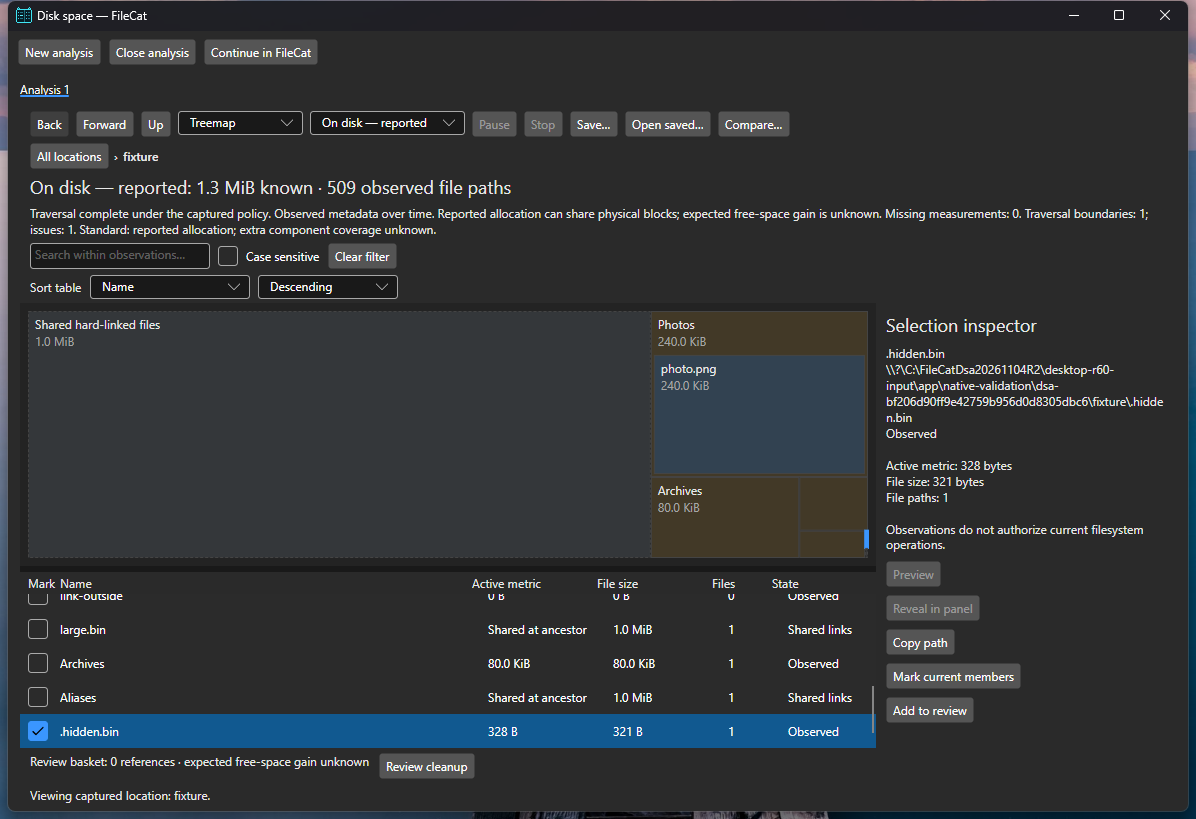 Disk space — FileCat
New analysis
Close analysis
Continue in FileCat
Analysis 1
Back
Forward
Up
Treemap
On disk — reported
Pause
Stop
Save...
Open saved...
Compare...
All locations
› fixture
On disk — reported: 1.3 MiB known · 509 observed file paths
Traversal complete under the captured policy. Observed metadata over time. Reported allocation can share physical blocks; expected free-space gain is unknown. Missing measurements: 0. Traversal boundaries: 1;
issues: 1. Standard: reported allocation; extra component coverage unknown.
Search within observations...
Case sensitive
Clear filter
Sort table
Name
Descending
Shared hard-linked files
1.0 MiB
Photos
240.0 KiB
photo.png
240.0 KiB
Archives
80.0 KiB
Selection inspector
.hidden.bin
\\?\C:\FileCatDsa20261104R2\desktop-r60-
input\app\native-validation\dsa-
bf206d90ff9e42759b956d0d8305dbc6\fixture\.hidde
n.bin
Observed
Active metric: 328 bytes
File size: 321 bytes
File paths: 1
Observations do not authorize current filesystem
operations.
Preview
Reveal in panel
Copy path
Mark current members
Add to review
Mark Name Active metric File size Files State
link-outside 0 B 0 B 0 Observed
large.bin Shared at ancestor 1.0 MiB 1 Shared links
Archives 80.0 KiB 80.0 KiB 1 Observed
Aliases Shared at ancestor 1.0 MiB 1 Shared links
.hidden.bin 328 B 321 B 1 Observed
Review basket: 0 references · expected free-space gain unknown
Review cleanup
Viewing captured location: fixture.